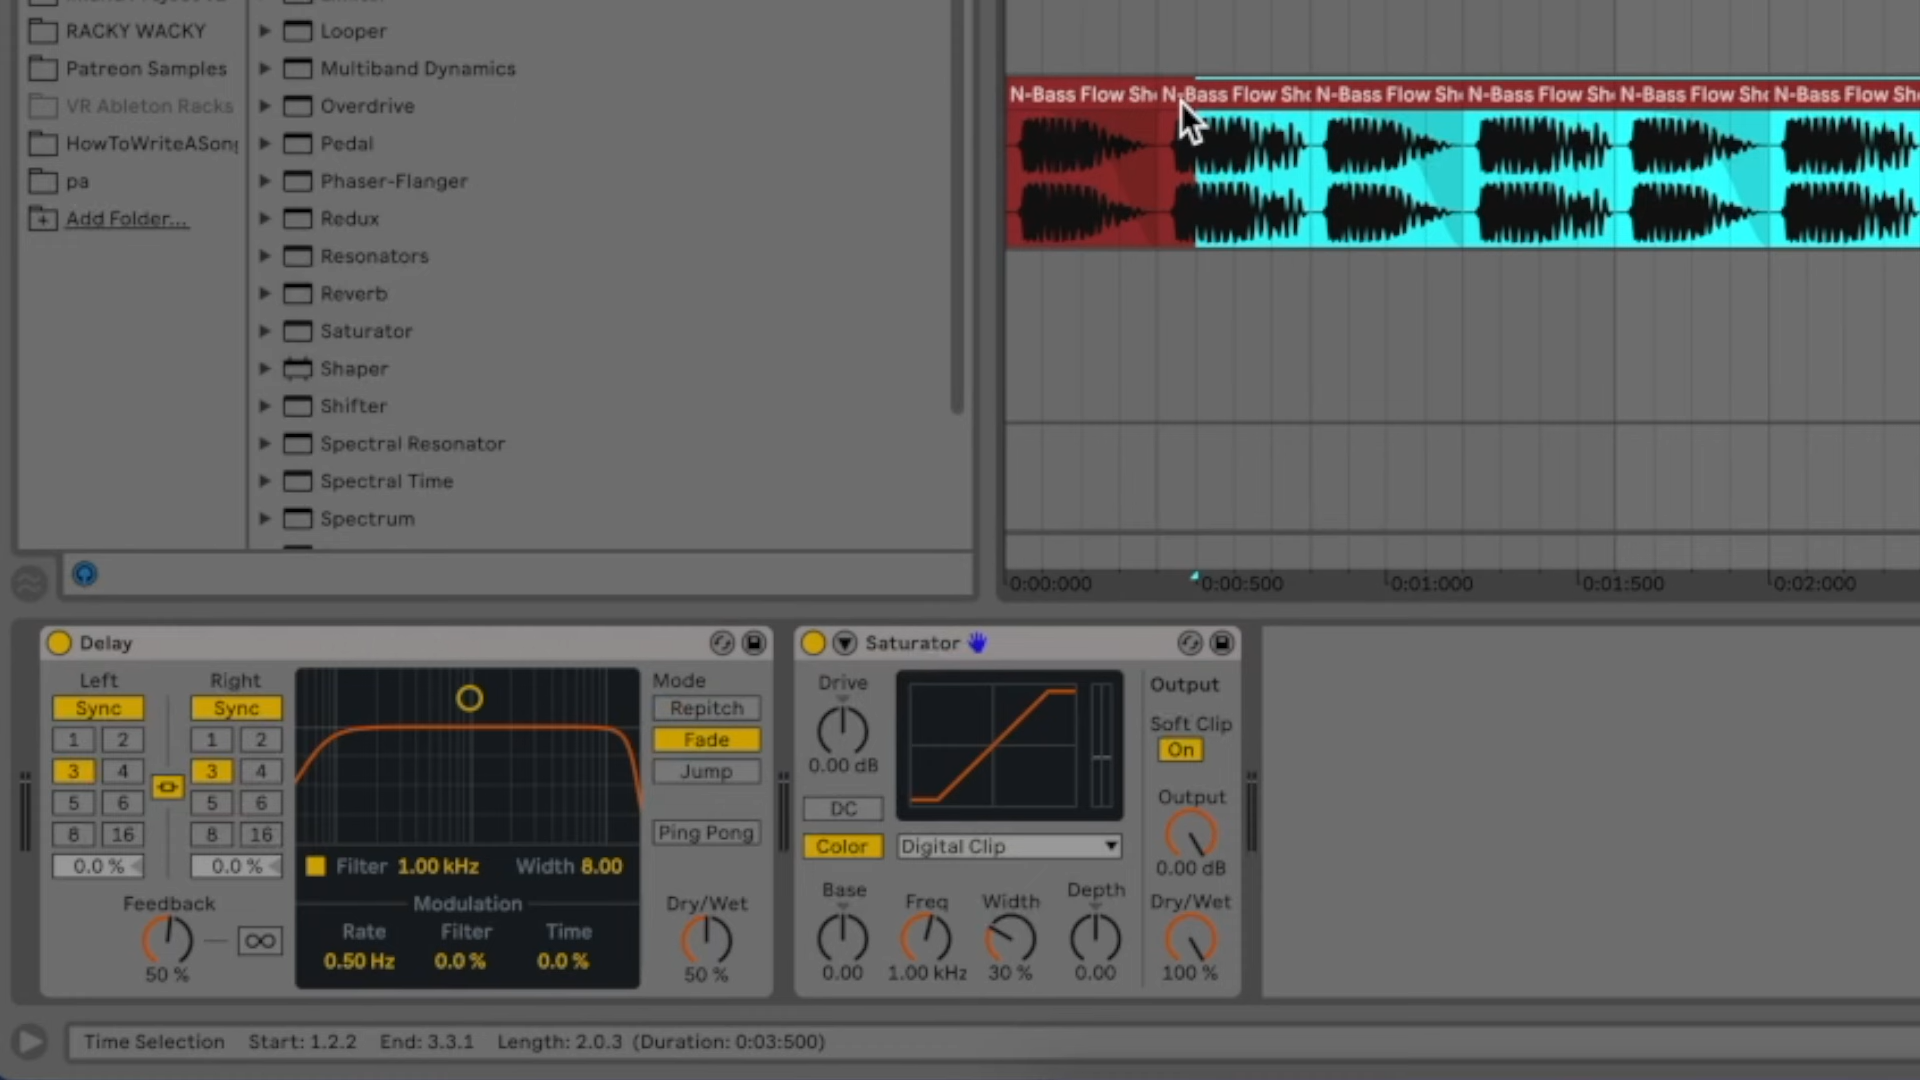 RACKY WACKY
Patreon Samples
VR Ableton Racks
HowToWriteASong
pa
Add Folder...
Looper
Multiband Dynamics
Overdrive
Pedal
Phaser-Flanger
Redux
Resonators
Reverb
Saturator
Shaper
Shifter
Spectral Resonator
Spectral Time
Spectrum
N-Bass Flow Sh N-Bass Flow Sho N-Bass Flow Sh N-Bass Flow Sh N-Bass Flow Sho N-Bass Flow Sh
0:00:000 0:00:500 0:01:000 0:01:500 0:02:000
Delay
Left Right
Sync Sync
1 2 1 2
3 4 3 4
5 6 5 6
8 16 8 16
0.0 % 0.0 %
Feedback
50 %
Filter 1.00 kHz Width 8.00
Modulation
Rate Filter Time
0.50 Hz 0.0 % 0.0 %
Mode
Repitch
Fade
Jump
Ping Pong
Dry/Wet
50 %
Saturator
Drive
0.00 dB
DC
Color Digital Clip
Base Freq Width Depth
0.00 1.00 kHz 30 % 0.00
Output
Soft Clip
On
Output
0.00 dB
Dry/Wet
100 %
Time Selection Start: 1.2.2 End: 3.3.1 Length: 2.0.3 (Duration: 0:03:500)